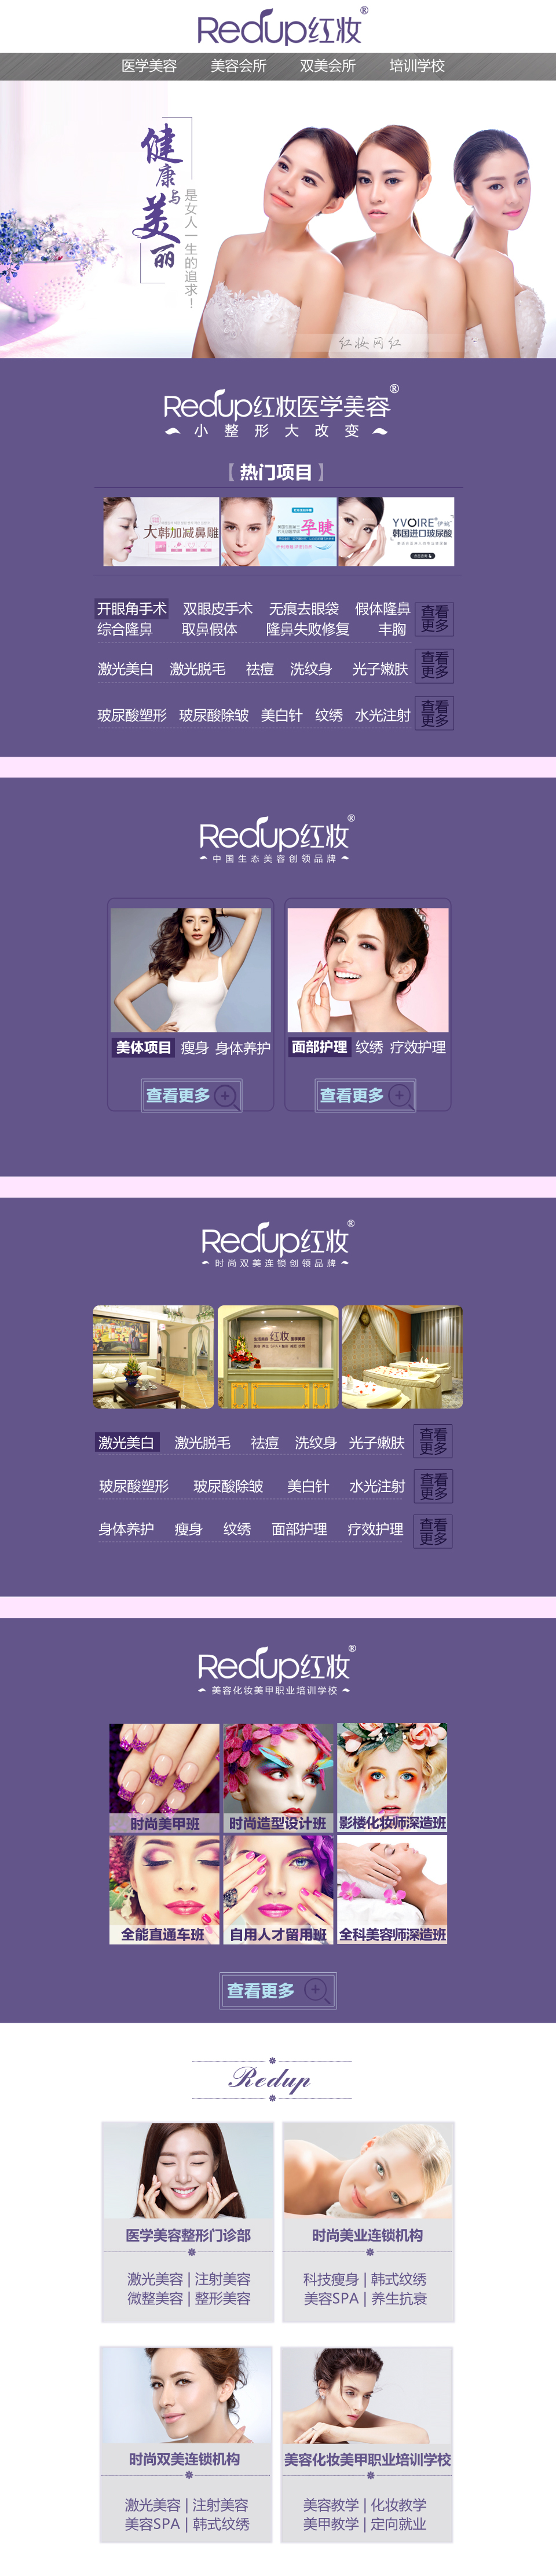 Redup红妆®
医学美容 美容会所 双美会所 培训学校
健康与美丽
是女人一生的追求！
红妆网红
Redup红妆医学美容®
小整形大改变
【热门项目】
大韩加减鼻雕
孕睫
YVOIRE 伊婉
韩国进口玻尿酸
开眼角手术 双眼皮手术 无痕去眼袋 假体隆鼻
综合隆鼻 取鼻假体 隆鼻失败修复 丰胸
查看更多
激光美白 激光脱毛 祛痘 洗纹身 光子嫩肤
查看更多
玻尿酸塑形 玻尿酸除皱 美白针 纹绣 水光注射
查看更多
Redup红妆®
中国生态美容创领品牌
美体项目 瘦身 身体养护
面部护理 纹绣 疗效护理
查看更多
查看更多
Redup红妆®
时尚双美连锁创领品牌
红妆
激光美白 激光脱毛 祛痘 洗纹身 光子嫩肤
查看更多
玻尿酸塑形 玻尿酸除皱 美白针 水光注射
查看更多
身体养护 瘦身 纹绣 面部护理 疗效护理
查看更多
Redup红妆®
美容化妆美甲职业培训学校
时尚美甲班 时尚造型设计班 影楼化妆师深造班
全能直通车班 自用人才留用班 全科美容师深造班
查看更多
Redup
医学美容整形门诊部
激光美容 | 注射美容
微整美容 | 整形美容
时尚美业连锁机构
科技瘦身 | 韩式纹绣
美容SPA | 养生抗衰
时尚双美连锁机构
激光美容 | 注射美容
美容SPA | 韩式纹绣
美容化妆美甲职业培训学校
美容教学 | 化妆教学
美甲教学 | 定向就业